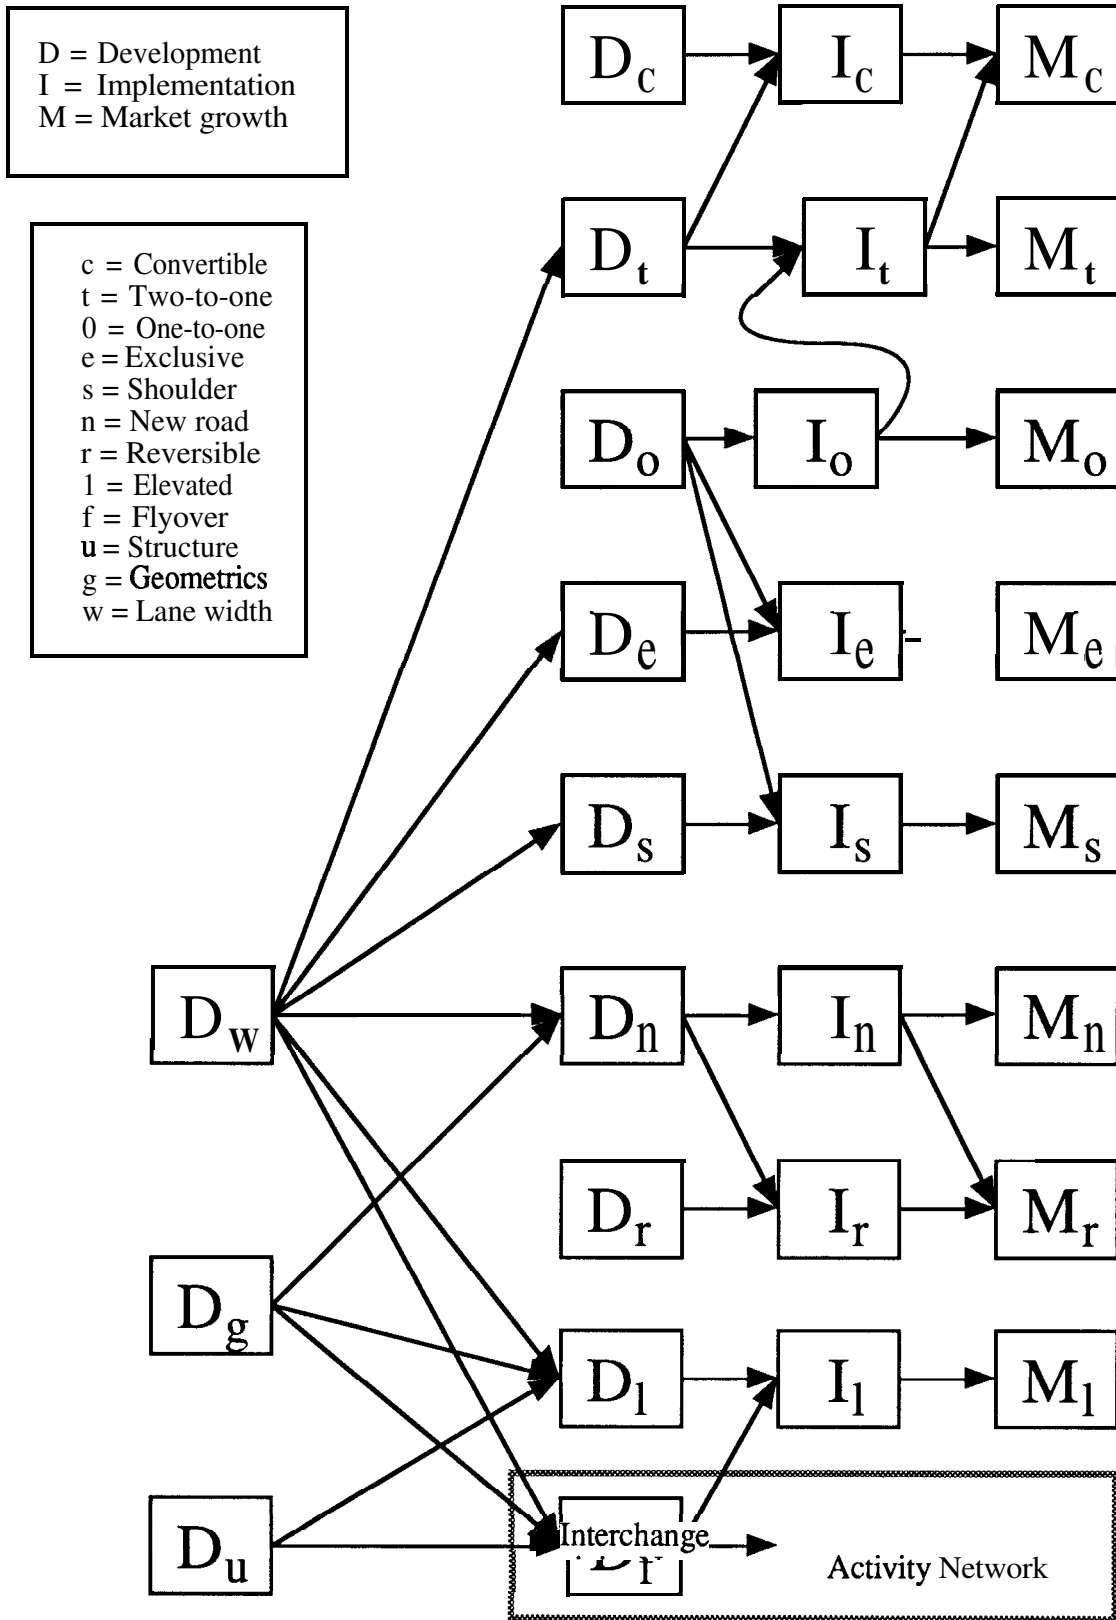 D = Development
I = Implementation
M = Market growth
c = Convertible
t = Two-to-one
0 = One-to-one
e = Exclusive
s = Shoulder
n = New road
r = Reversible
1 = Elevated
f = Flyover
u = Structure
g = Geometrics
w = Lane width
Dc Ic Mc
Dt It Mt
Do Io Mo
De Ie Me
Ds Is Ms
Dw Dn In Mn
Dr Ir Mr
Dg
Dl Il Ml
Du Df
Interchange
Activity Network